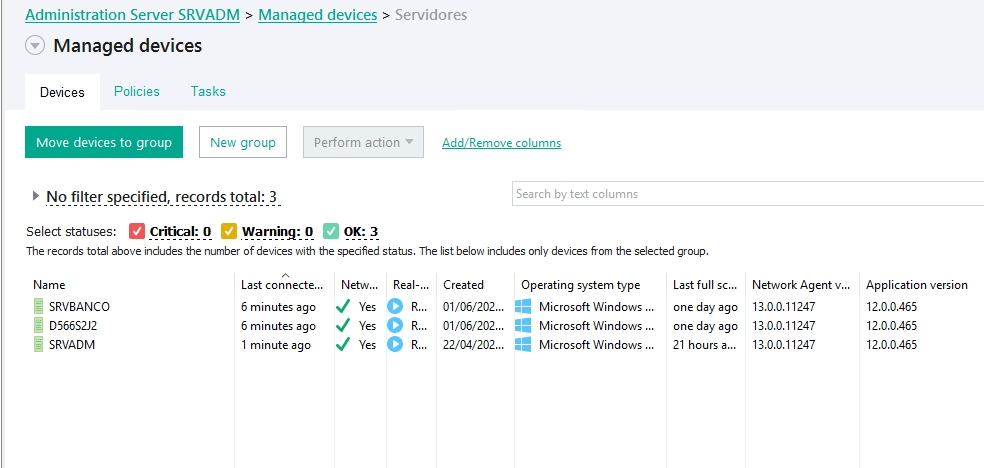 Administration Server SRVADM > Managed devices > Servidores
Managed devices
Devices Policies Tasks
Move devices to group New group Perform action Add/Remove columns
No filter specified, records total: 3 Search by text columns
Select statuses: Critical: 0 Warning: 0 OK: 3
The records total above includes the number of devices with the specified status. The list below includes only devices from the selected group.
Name Last connecte... Netw... Real-... Created Operating system type Last full sc... Network Agent v... Application version
SRVBANCO 6 minutes ago Yes R... 01/06/202... Microsoft Windows ... one day ago 13.0.0.11247 12.0.0.465
D566S2J2 6 minutes ago Yes R... 01/06/202... Microsoft Windows ... one day ago 13.0.0.11247 12.0.0.465
SRVADM 1 minute ago Yes R... 22/04/202... Microsoft Windows ... 21 hours a... 13.0.0.11247 12.0.0.465